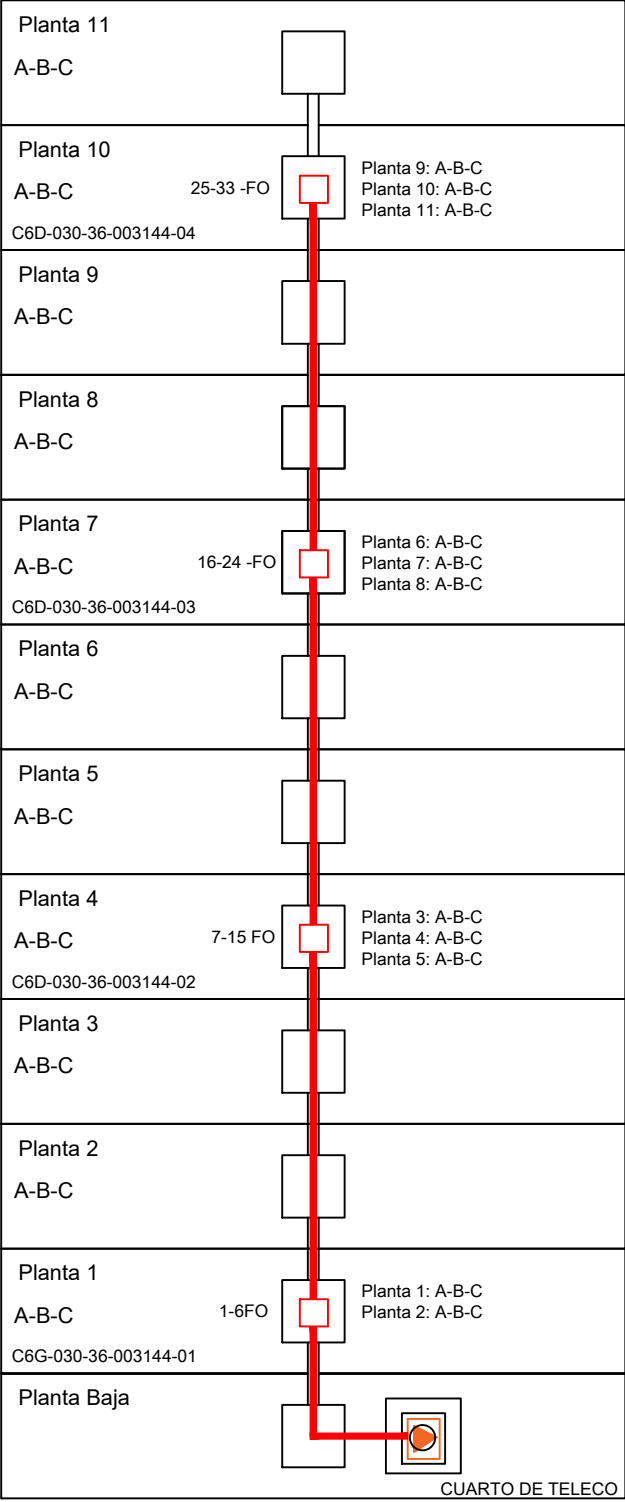 Planta 11
A-B-C
Planta 10
A-B-C
25-33 -FO
Planta 9: A-B-C
Planta 10: A-B-C
Planta 11: A-B-C
C6D-030-36-003144-04
Planta 9
A-B-C
Planta 8
A-B-C
Planta 7
A-B-C
16-24 -FO
Planta 6: A-B-C
Planta 7: A-B-C
Planta 8: A-B-C
C6D-030-36-003144-03
Planta 6
A-B-C
Planta 5
A-B-C
Planta 4
A-B-C
7-15 FO
Planta 3: A-B-C
Planta 4: A-B-C
Planta 5: A-B-C
C6D-030-36-003144-02
Planta 3
A-B-C
Planta 2
A-B-C
Planta 1
A-B-C
1-6FO
Planta 1: A-B-C
Planta 2: A-B-C
C6G-030-36-003144-01
Planta Baja
CUARTO DE TELECO